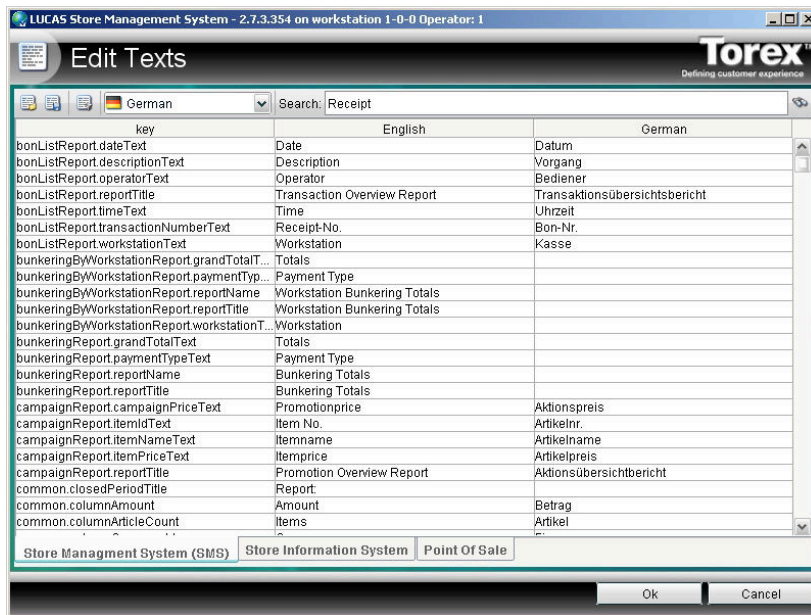 LUCAS Store Management System - 2.7.3.354 on workstation 1-0-0 Operator: 1
Edit Texts
Torex™
Defining customer experience
German Search: Receipt
key English German
bonListReport.dateText Date Datum
bonListReport.descriptionText Description Vorgang
bonListReport.operatorText Operator Bediener
bonListReport.reportTitle Transaction Overview Report Transaktionsübersichtsbericht
bonListReport.timeText Time Uhrzeit
bonListReport.transactionNumberText Receipt-No. Bon-Nr.
bonListReport.workstationText Workstation Kasse
bunkeringByWorkstationReport.grandTotalT... Totals
bunkeringByWorkstationReport.paymentTyp... Payment Type
bunkeringByWorkstationReport.reportName Workstation Bunkering Totals
bunkeringByWorkstationReport.reportTitle Workstation Bunkering Totals
bunkeringByWorkstationReport.workstationT... Workstation
bunkeringReport.grandTotalText Totals
bunkeringReport.paymentTypeText Payment Type
bunkeringReport.reportName Bunkering Totals
bunkeringReport.reportTitle Bunkering Totals
campaignReport.campaignPriceText Promotionprice Aktionspreis
campaignReport.itemIdText Item No. Artikelnr.
campaignReport.itemNameText Itemname Artikelname
campaignReport.itemPriceText Itemprice Artikelpreis
campaignReport.reportTitle Promotion Overview Report Aktionsübersichtbericht
common.closedPeriodTitle Report:
common.columnAmount Amount Betrag
common.columnArticleCount Items Artikel
Store Managment System (SMS) Store Information System Point Of Sale
Ok Cancel